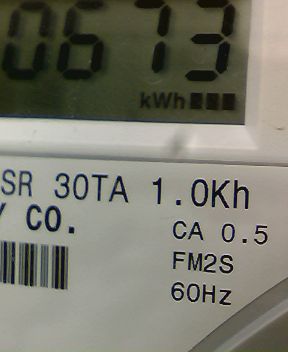 0673
kWh
SR 30TA 1.0Kh
Y CO.
CA 0.5
FM2S
60Hz